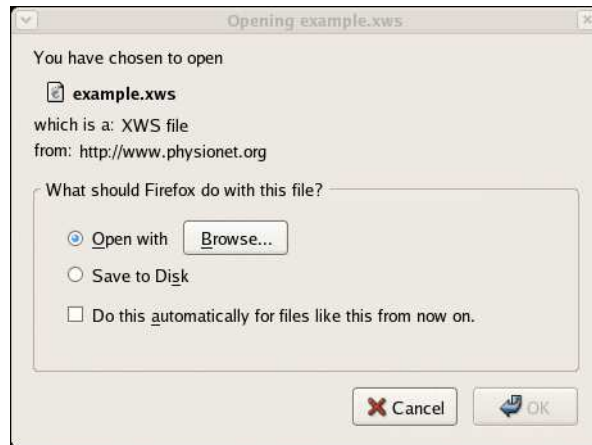 Opening example.xws
You have chosen to open
example.xws
which is a: XWS file
from: http://www.physionet.org
What should Firefox do with this file?
Open with
Browse...
Save to Disk
Do this automatically for files like this from now on.
Cancel
OK